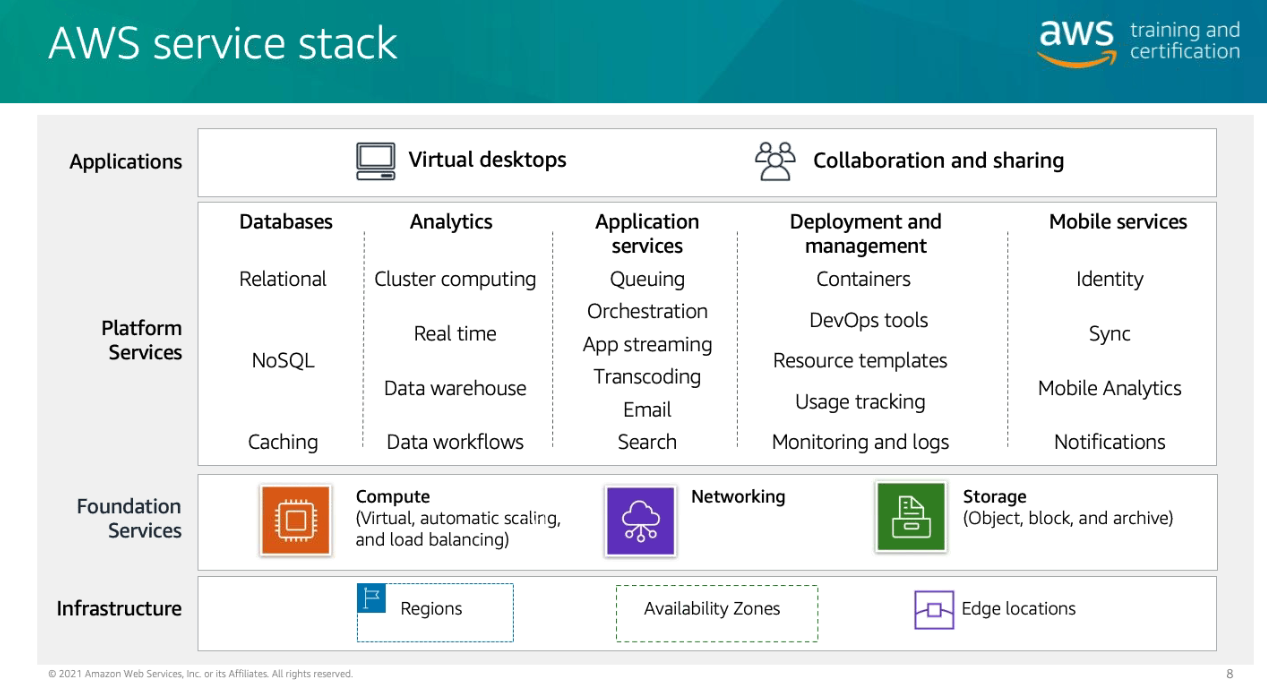 AWS service stack
aws training and
certification
Applications
Virtual desktops
Collaboration and sharing
Platform
Services
Databases
Relational
NoSQL
Caching
Analytics
Cluster computing
Real time
Data warehouse
Data workflows
Application
services
Queuing
Orchestration
App streaming
Transcoding
Email
Search
Deployment and
management
Containers
DevOps tools
Resource templates
Usage tracking
Monitoring and logs
Mobile services
Identity
Sync
Mobile Analytics
Notifications
Foundation
Services
Compute
(Virtual, automatic scaling,
and load balancing)
Networking
Storage
(Object, block, and archive)
Infrastructure
Regions
Availability Zones
Edge locations
© 2021 Amazon Web Services, Inc. or its Affiliates. All rights reserved.
8